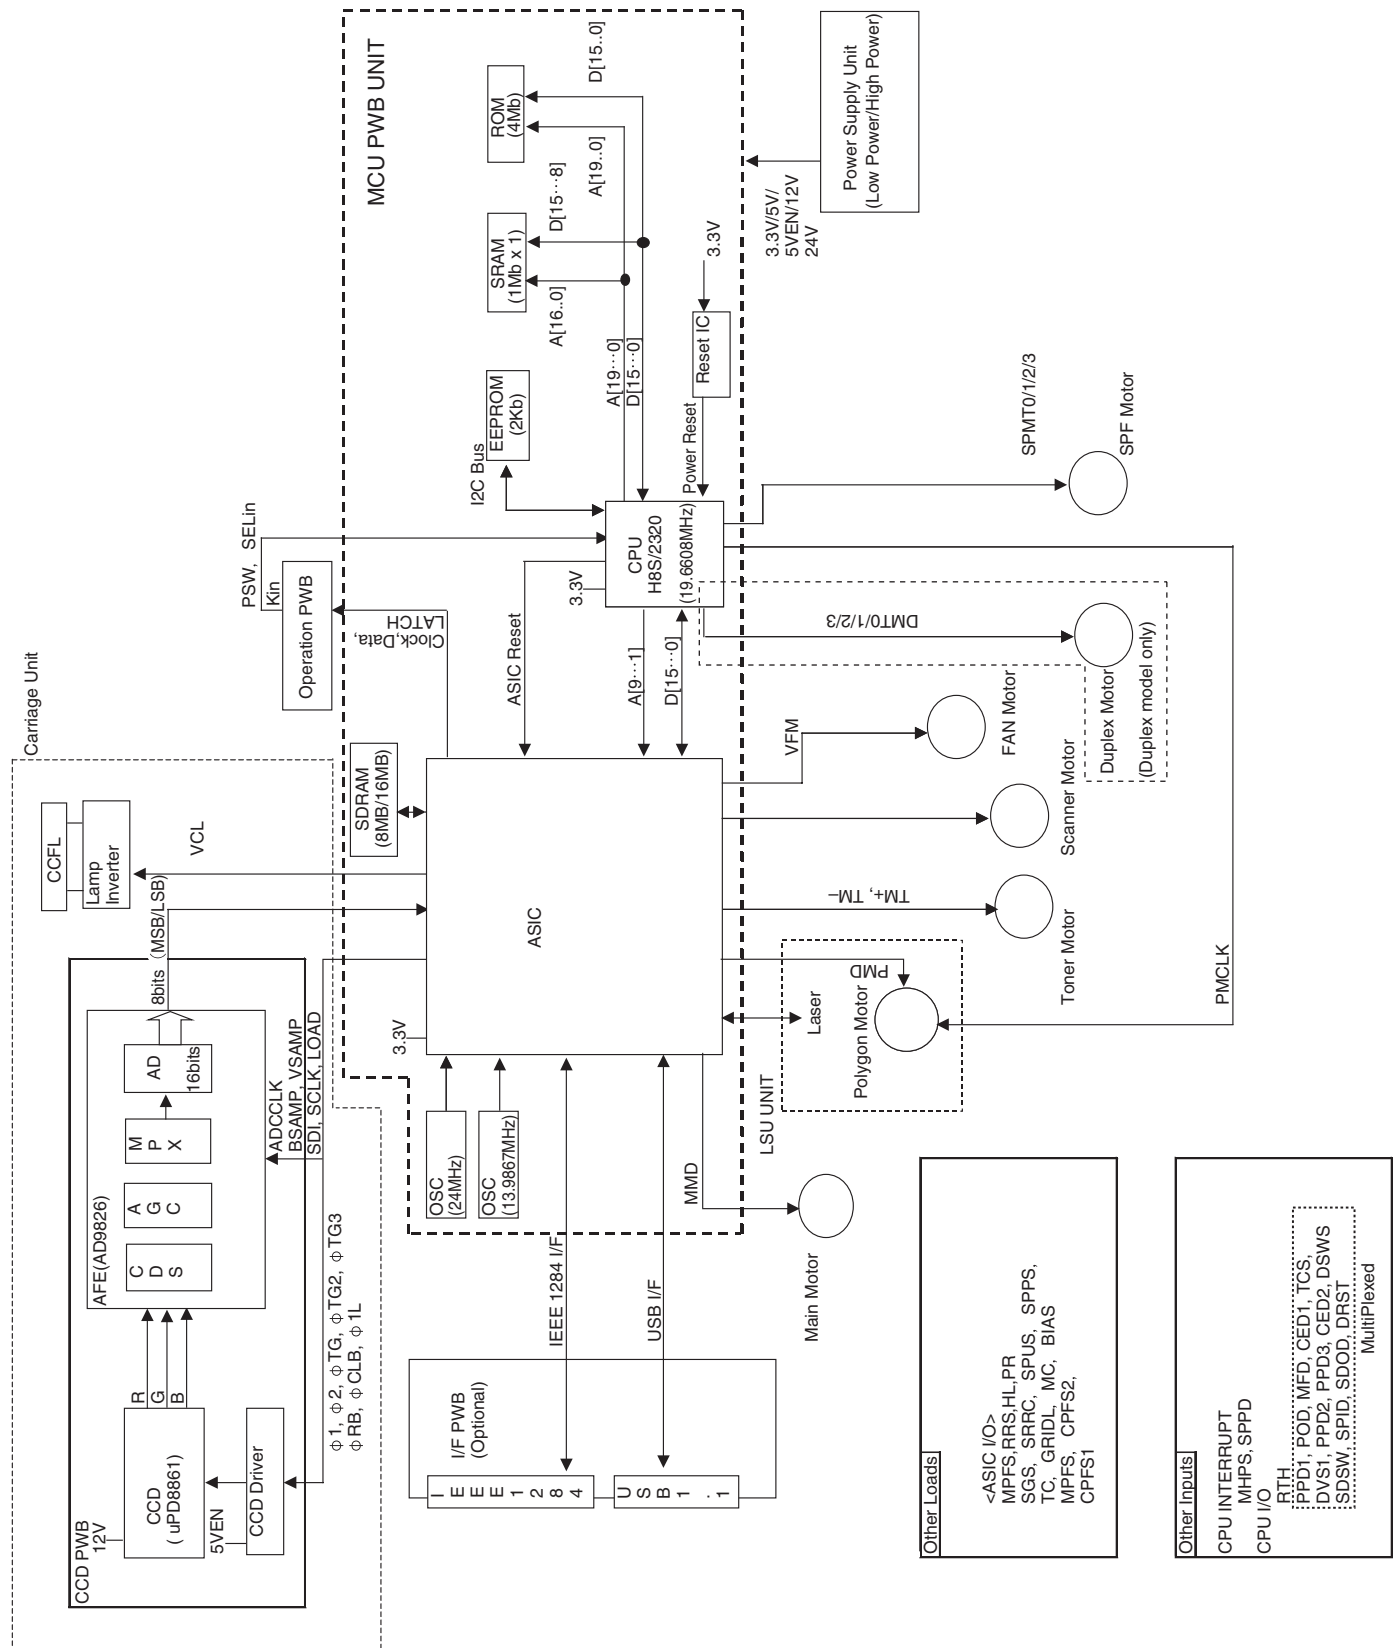 Carriage Unit
CCD PWB
12V
CCD
( uPD8861)
5VEN
CCD Driver
R
G
B
AFE(AD9826)
C
D
S
A
G
C
M
P
X
AD
16bits
8bits (MSB/LSB)
CCFL
Lamp
Inverter
VCL
ADCCLK
BSAMP, VSAMP
SDI, SCLK, LOAD
ϕ1, ϕ2, ϕTG, ϕTG2, ϕTG3
ϕRB, ϕCLB, ϕ1L
Operation PWB
PSW, SELin
Kin
Clock,Data,
LATCH
MCU PWB UNIT
SDRAM
(8MB/16MB)
3.3V
OSC
(24MHz)
OSC
(13.9867MHz)
ASIC
ASIC Reset
A[9···1]
D[15···0]
3.3V
CPU
H8S/2320
(19.6608MHz)
I2C Bus
EEPROM
(2Kb)
A[19···0]
D[15···0]
SRAM
(1Mb x 1)
A[16..0]
D[15···8]
ROM
(4Mb)
A[19..0]
D[15..0]
Power Reset
Reset IC
3.3V
3.3V/5V/
5VEN/12V
24V
Power Supply Unit
(Low Power/High Power)
I/F PWB
(Optional)
I
E
E
E
1
2
8
4
U
S
B
1
.
1
IEEE 1284 I/F
USB I/F
MMD
Main Motor
LSU UNIT
Laser
Polygon Motor
PMD
TM+, TM–
Toner Motor
Scanner Motor
VFM
FAN Motor
DMT0/1/2/3
Duplex Motor
(Duplex model only)
SPMT0/1/2/3
SPF Motor
PMCLK
Other Loads
<ASIC I/O>
MPFS,RRS,HL,PR
SGS, SRRC, SPUS, SPPS,
TC, GRIDL, MC, BIAS
MPFS, CPFS2,
CPFS1
Other Inputs
CPU INTERRUPT
MHPS, SPPD
CPU I/O
RTH
PPD1, POD, MFD, CED1, TCS,
DVS1, PPD2, PPD3, CED2, DSWS
SDSW, SPID, SDOD, DRST
MultiPlexed